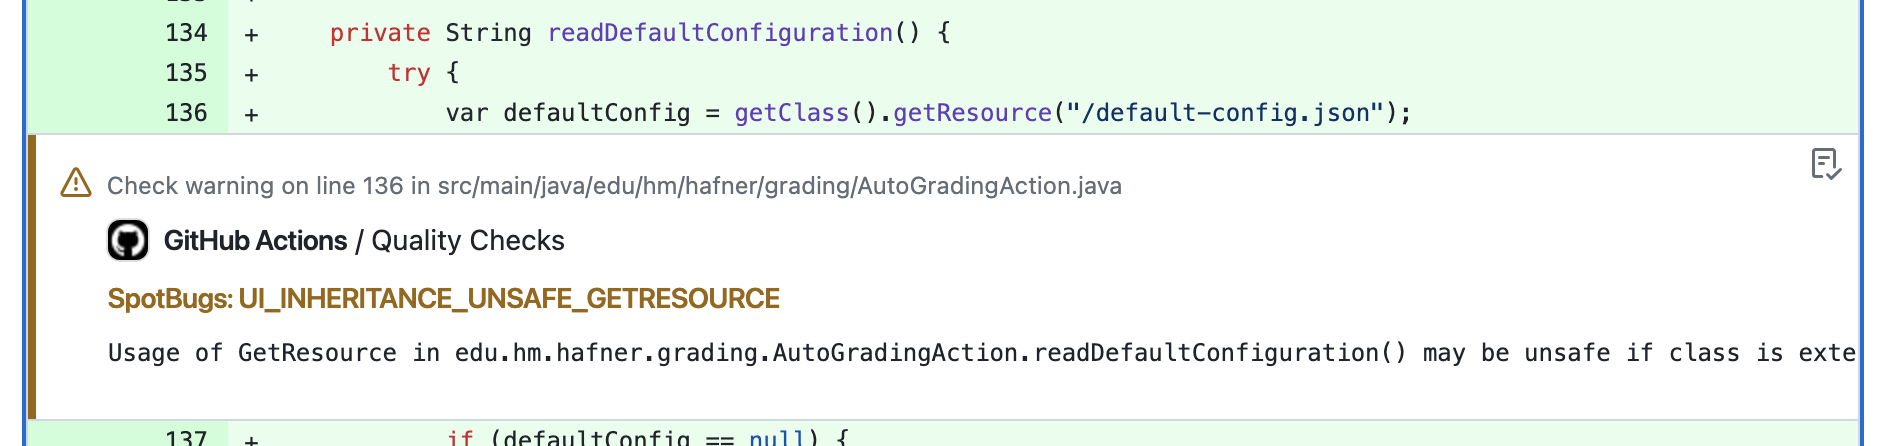 134 + private String readDefaultConfiguration() {
135 + try {
136 + var defaultConfig = getClass().getResource("/default-config.json");
Check warning on line 136 in src/main/java/edu/hm/hafner/grading/AutoGradingAction.java
GitHub Actions / Quality Checks
SpotBugs: UI_INHERITANCE_UNSAFE_GETRESOURCE
Usage of GetResource in edu.hm.hafner.grading.AutoGradingAction.readDefaultConfiguration() may be unsafe if class is exte
137 + if (defaultConfig == null) {